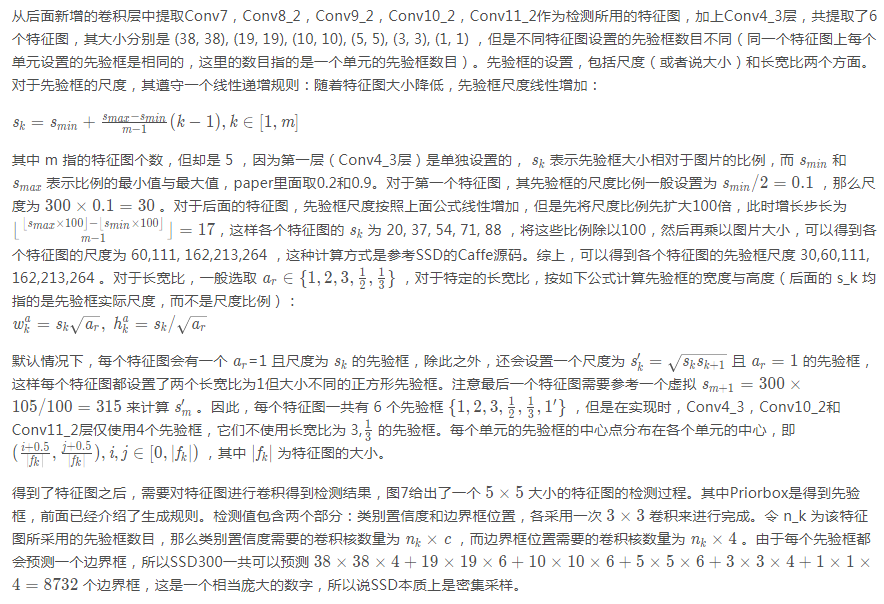 从后面新增的卷积层中提取Conv7，Conv8_2，Conv9_2，Conv10_2，Conv11_2作为检测所用的特征图，加上Conv4_3层，共提取了6
个特征图，其大小分别是 (38, 38), (19, 19), (10, 10), (5, 5), (3, 3), (1, 1) ，但是不同特征图设置的先验框数目不同（同一个特征图上每个
单元设置的先验框是相同的，这里的数目指的是一个单元的先验框数目）。先验框的设置，包括尺度（或者说大小）和长宽比两个方面。
对于先验框的尺度，其遵守一个线性递增规则：随着特征图大小降低，先验框尺度线性增加：
s_k = s_{min} + \frac{s_{max}-s_{min}}{m-1}(k-1), k∈[1,m]
其中 m 指的特征图个数，但却是 5 ，因为第一层（Conv4_3层）是单独设置的， s_k 表示先验框大小相对于图片的比例，而 s_{min} 和
s_{max} 表示比例的最小值与最大值，paper里面取0.2和0.9。对于第一个特征图，其先验框的尺度比例一般设置为 s_{min}/2 = 0.1 ，那么尺
度为 300 × 0.1 = 30 。对于后面的特征图，先验框尺度按照上面公式线性增加，但是先将尺度比例先扩大100倍，此时增长步长为
⌊\frac{⌊s_{max}×100⌋-⌊s_{min}×100⌋}{m-1}⌋ = 17，这样各个特征图的 s_k 为 20, 37, 54, 71, 88 ，将这些比例除以100，然后再乘以图片大小，可以得到各
个特征图的尺度为 60,111, 162,213,264 ，这种计算方式是参考SSD的Caffe源码。综上，可以得到各个特征图的先验框尺度 30,60,111,
162,213,264 。对于长宽比，一般选取 a_r ∈ {1, 2, 3, \frac{1}{2}, \frac{1}{3}} ，对于特定的长宽比，按如下公式计算先验框的宽度与高度（后面的 s_k 均
指的是先验框实际尺度，而不是尺度比例）：
w_k^a = s_k\sqrt{a_r}, h_k^a = s_k/\sqrt{a_r}
默认情况下，每个特征图会有一个 a_r=1 且尺度为 s_k 的先验框，除此之外，还会设置一个尺度为 s'_k = \sqrt{s_k s_{k+1}} 且 a_r = 1 的先验框，
这样每个特征图都设置了两个长宽比为1但大小不同的正方形先验框。注意最后一个特征图需要参考一个虚拟 s_{m+1} = 300 ×
105/100 = 315 来计算 s'_m 。因此，每个特征图一共有 6 个先验框 {1, 2, 3, \frac{1}{2}, \frac{1}{3}, 1'} ，但是在实现时，Conv4_3，Conv10_2和
Conv11_2层仅使用4个先验框，它们不使用长宽比为 3,\frac{1}{3} 的先验框。每个单元的先验框的中心点分布在各个单元的中心，即
(\frac{i+0.5}{|f_k|}, \frac{j+0.5}{|f_k|}), i, j ∈ [0, |f_k|) ，其中 |f_k| 为特征图的大小。
得到了特征图之后，需要对特征图进行卷积得到检测结果，图7给出了一个 5 × 5 大小的特征图的检测过程。其中Priorbox是得到先验
框，前面已经介绍了生成规则。检测值包含两个部分：类别置信度和边界框位置，各采用一次 3 × 3 卷积来进行完成。令 n_k 为该特征
图所采用的先验框数目，那么类别置信度需要的卷积核数量为 n_k × c ，而边界框位置需要的卷积核数量为 n_k × 4 。由于每个先验框都
会预测一个边界框，所以SSD300一共可以预测 38 × 38 × 4 + 19 × 19 × 6 + 10 × 10 × 6 + 5 × 5 × 6 + 3 × 3 × 4 + 1 × 1 ×
4 = 8732 个边界框，这是一个相当庞大的数字，所以说SSD本质上是密集采样。